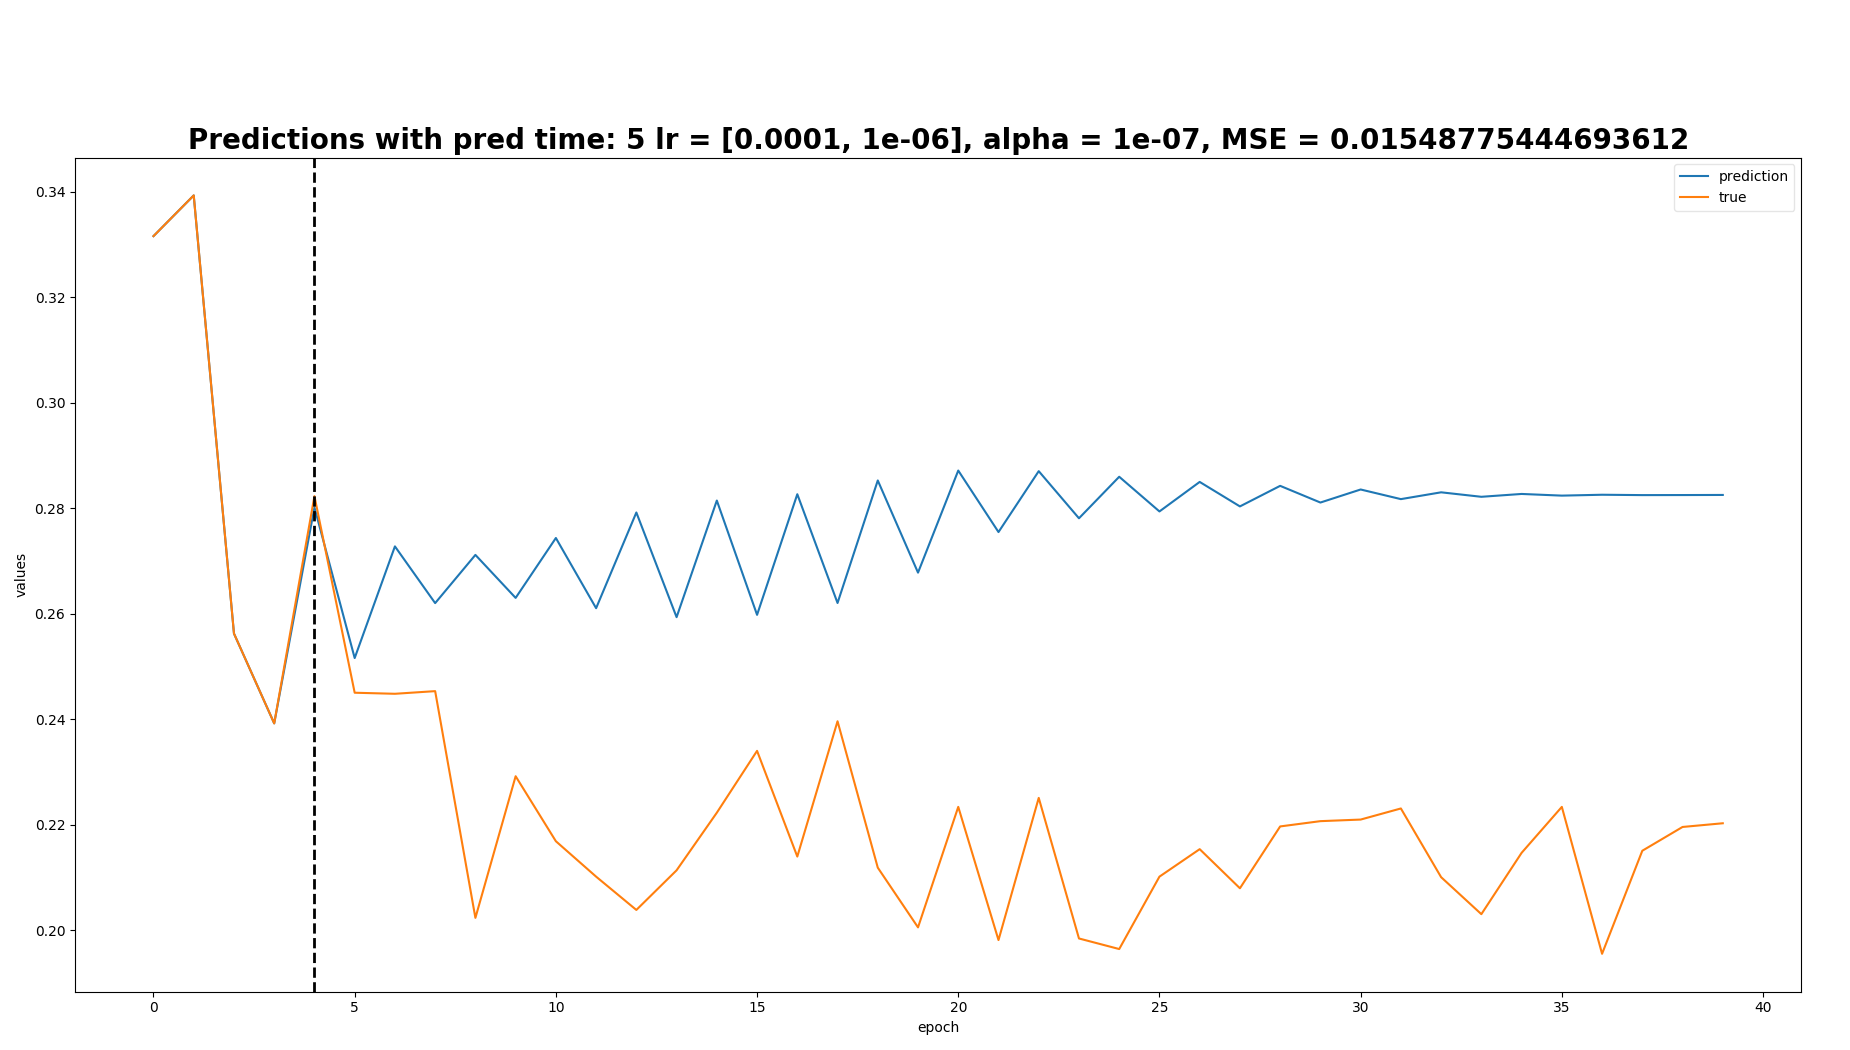 Predictions with pred time: 5 lr = [0.0001, 1e-06], alpha = 1e-07, MSE = 0.01548775444693612
prediction
true
0.34
0.32
0.30
0.28
0.26
0.24
0.22
0.20
values
0 5 10 15 20 25 30 35 40
epoch